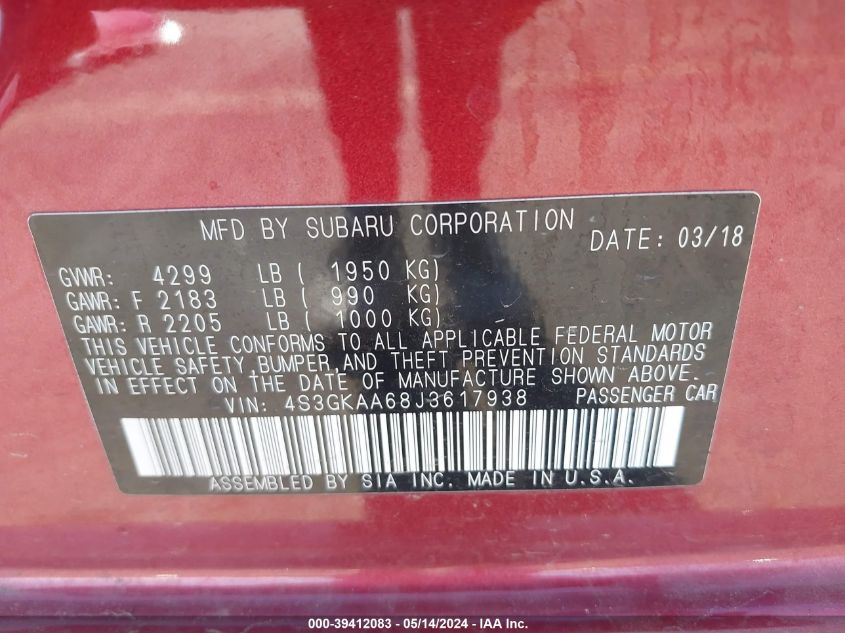 MFD BY SUBARU CORPORATION DATE: 03/18
GVWR: 4299 LB ( 1950 KG)
GAWR: F 2183 LB ( 990 KG)
GAWR: R 2205 LB ( 1000 KG)
THIS VEHICLE CONFORMS TO ALL APPLICABLE FEDERAL MOTOR
VEHICLE SAFETY,BUMPER,AND THEFT PREVENTION STANDARDS
IN EFFECT ON THE DATE OF MANUFACTURE SHOWN ABOVE.
VIN: 4S3GKAA68J3617938 PASSENGER CAR
ASSEMBLED BY SIA INC. MADE IN U.S.A.
000-39412083 - 05/14/2024 - IAA Inc.